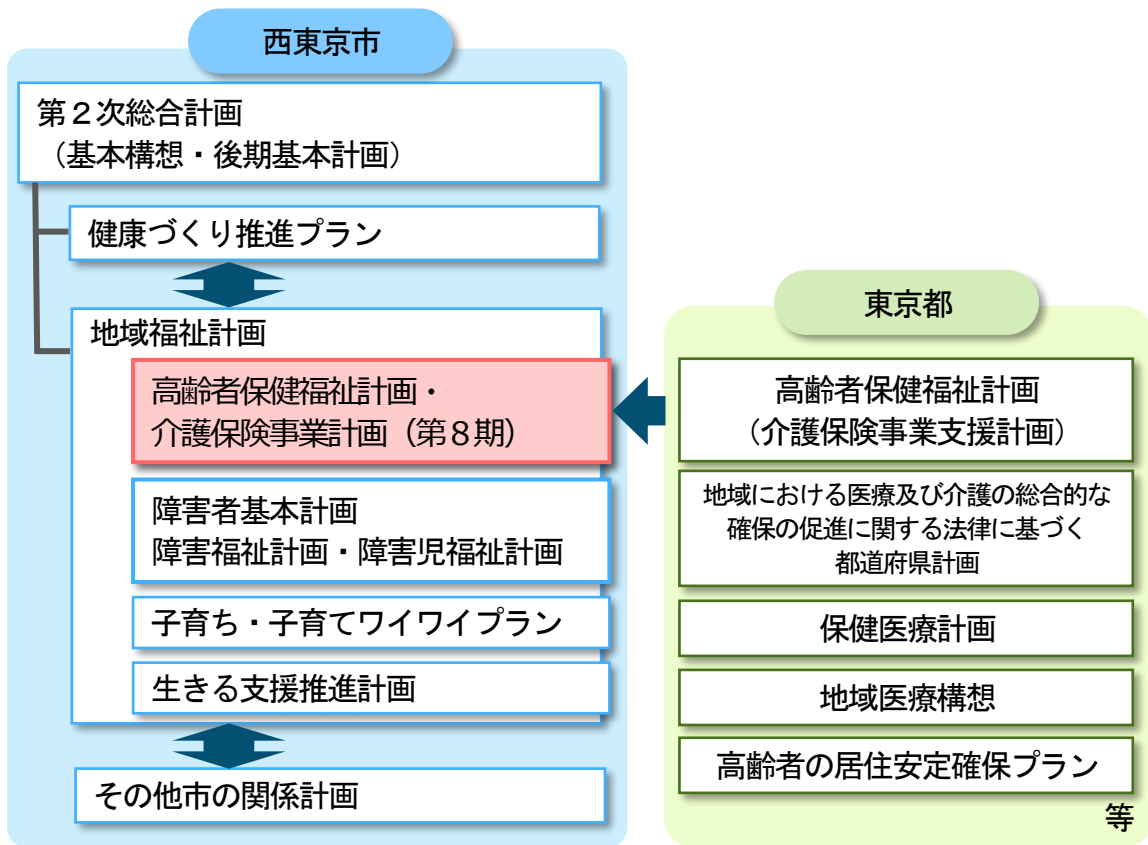 西東京市
第２次総合計画
（基本構想・後期基本計画）
健康づくり推進プラン
地域福祉計画
高齢者保健福祉計画・
介護保険事業計画（第８期）
障害者基本計画
障害福祉計画・障害児福祉計画
子育ち・子育てワイワイプラン
生きる支援推進計画
その他市の関係計画
東京都
高齢者保健福祉計画
（介護保険事業支援計画）
地域における医療及び介護の総合的な
確保の促進に関する法律に基づく
都道府県計画
保健医療計画
地域医療構想
高齢者の居住安定確保プラン
等